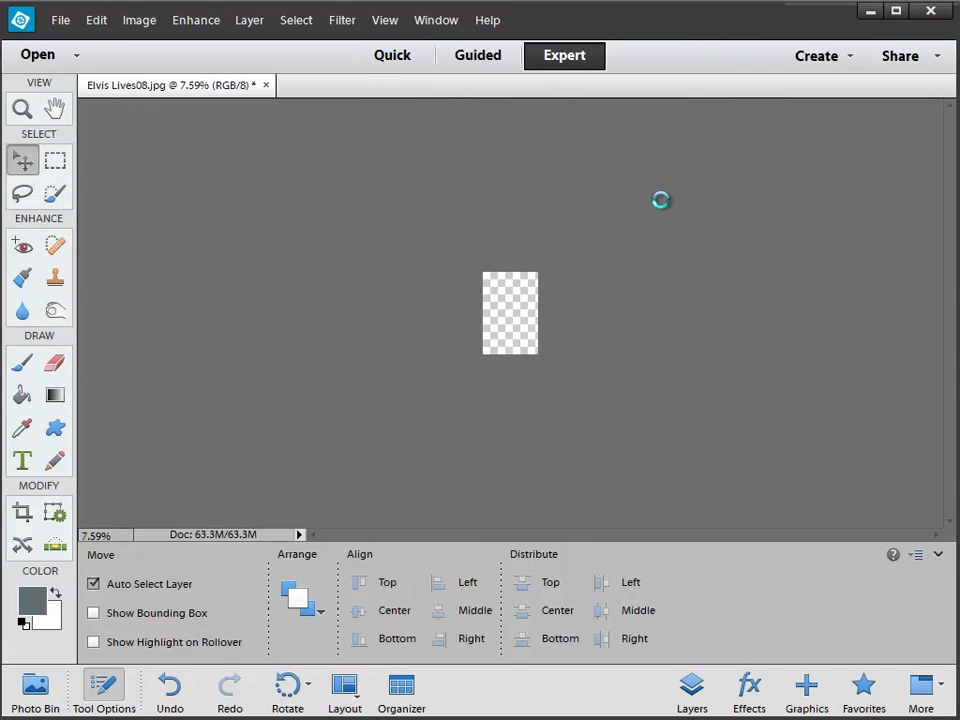 File Edit Image Enhance Layer Select Filter View Window Help
Open Quick Guided Expert Create Share
VIEW
Elvis Lives08.jpg @ 7.59% (RGB/8) * ×
SELECT
ENHANCE
DRAW
T
MODIFY
COLOR
7.59% Doc: 63.3M/63.3M
Move Arrange Align Distribute
Auto Select Layer Top Left Top Left
Show Bounding Box Center Middle Center Middle
Show Highlight on Rollover Bottom Right Bottom Right
Photo Bin Tool Options Undo Redo Rotate Layout Organizer Layers fx Effects Graphics Favorites More